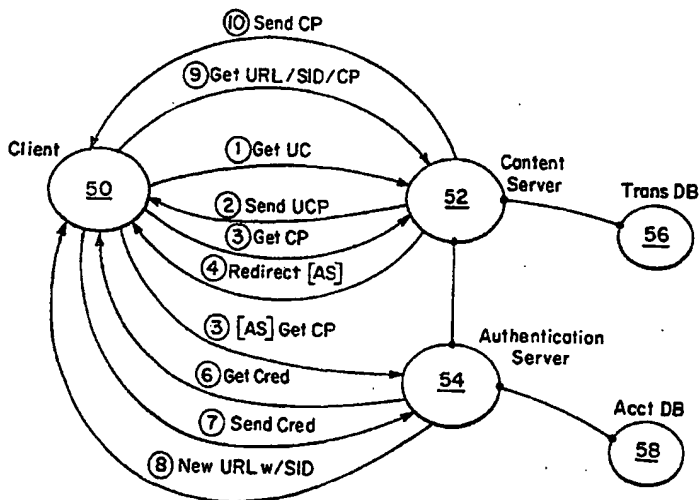 ⑩ Send CP
⑨ Get URL/SID/CP
Client
① Get UC
Content
Server
50
52
Trans DB
② Send UCP
56
③ Get CP
④ Redirect [AS]
③ [AS] Get CP
Authentication
Server
⑥ Get Cred
54
Acct DB
⑦ Send Cred
58
⑧ New URL w/SID